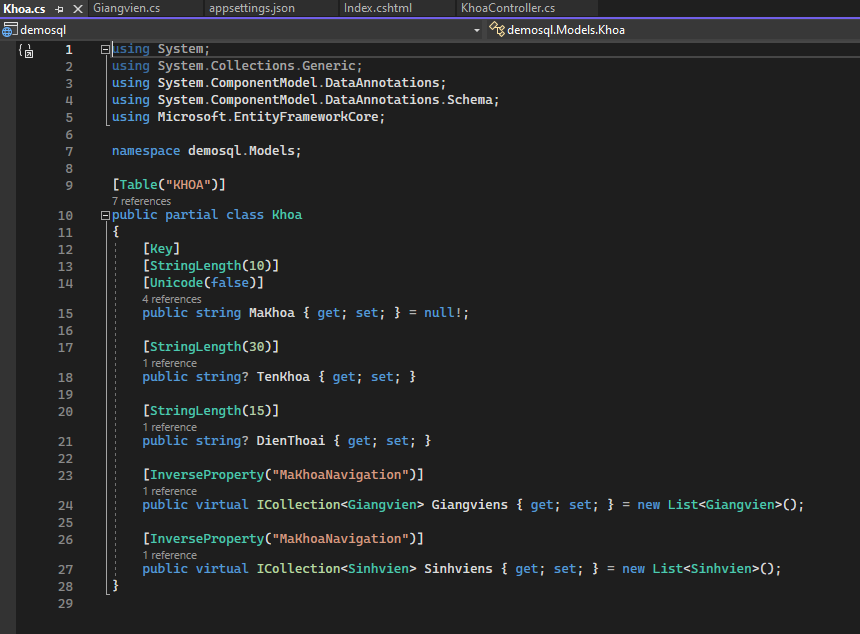 Khoa.cs Giangvien.cs appsettings.json Index.cshtml KhoaController.cs
demosql demosql.Models.Khoa
1 using System;
2 using System.Collections.Generic;
3 using System.ComponentModel.DataAnnotations;
4 using System.ComponentModel.DataAnnotations.Schema;
5 using Microsoft.EntityFrameworkCore;
6
7 namespace demosql.Models;
8
9 [Table("KHOA")]
7 references
10 public partial class Khoa
11 {
12 [Key]
13 [StringLength(10)]
14 [Unicode(false)]
4 references
15 public string MaKhoa { get; set; } = null!;
16
17 [StringLength(30)]
1 reference
18 public string? TenKhoa { get; set; }
19
20 [StringLength(15)]
1 reference
21 public string? DienThoai { get; set; }
22
23 [InverseProperty("MaKhoaNavigation")]
1 reference
24 public virtual ICollection<Giangvien> Giangviens { get; set; } = new List<Giangvien>();
25
26 [InverseProperty("MaKhoaNavigation")]
1 reference
27 public virtual ICollection<Sinhvien> Sinhviens { get; set; } = new List<Sinhvien>();
28 }
29